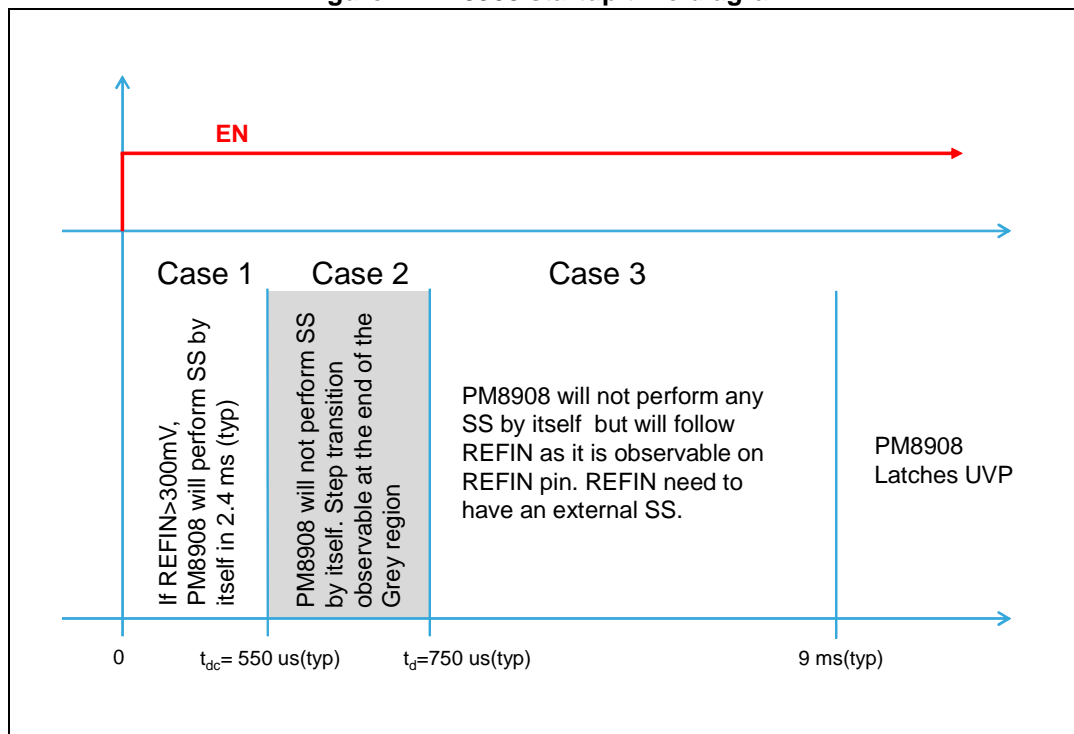 EN
Case 1
Case 2
Case 3
If REFIN>300mV,
PM8908 will perform SS by
itself in 2.4 ms (typ)
PM8908 will not perform SS
by itself. Step transition
observable at the end of the
Grey region
PM8908 will not perform any
SS by itself but will follow
REFIN as it is observable on
REFIN pin. REFIN need to
have an external SS.
PM8908
Latches UVP
0
tdc= 550 us(typ)
td=750 us(typ)
9 ms(typ)